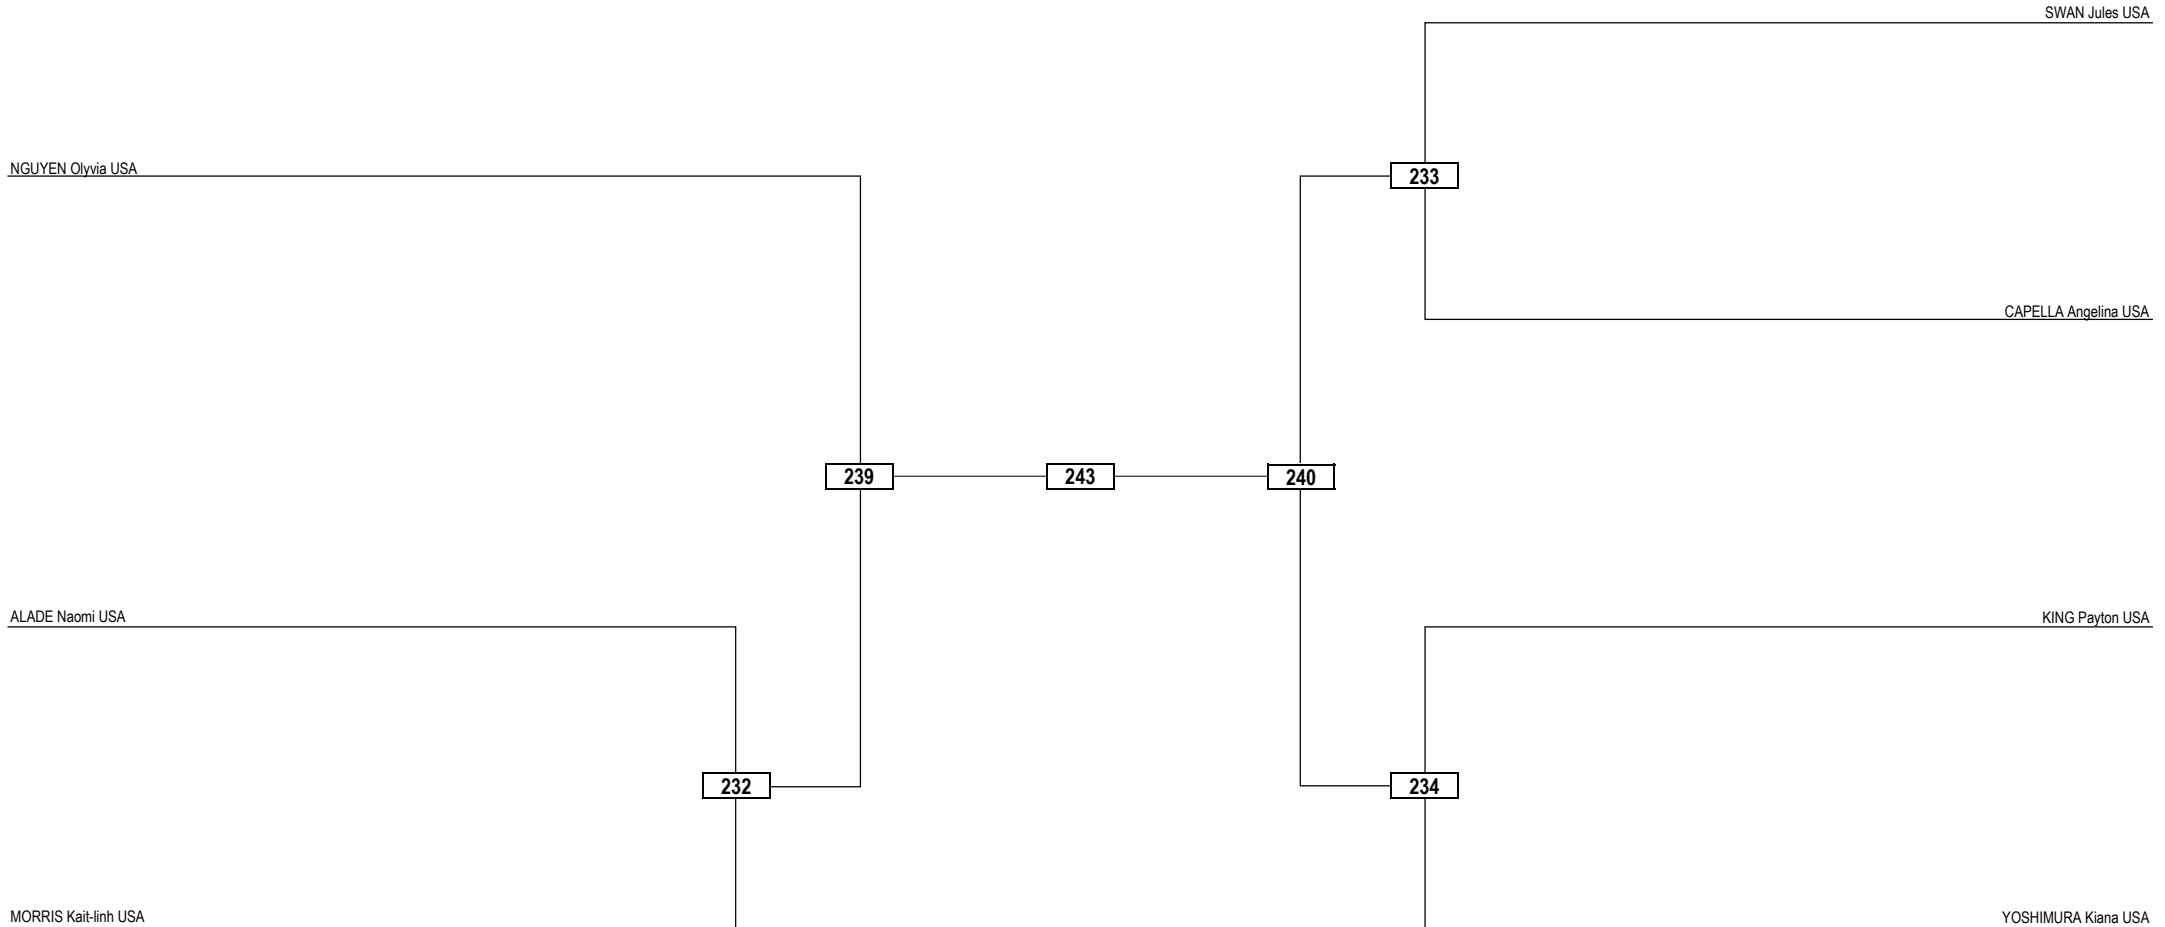 SWAN Jules USA
NGUYEN Olyvia USA
233
CAPELLA Angelina USA
239
243
240
ALADE Naomi USA
KING Payton USA
232
234
MORRIS Kait-linh USA
YOSHIMURA Kiana USA